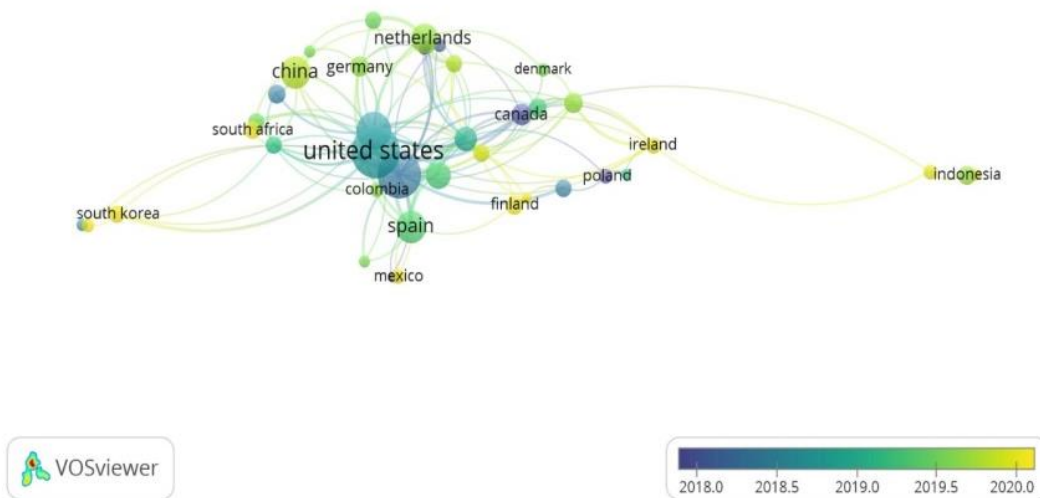 netherlands
germany
china
denmark
canada
south africa
ireland
united states
indonesia
poland
colombia
finland
south korea
spain
mexico
VOSviewer
2018.0 2018.5 2019.0 2019.5 2020.0